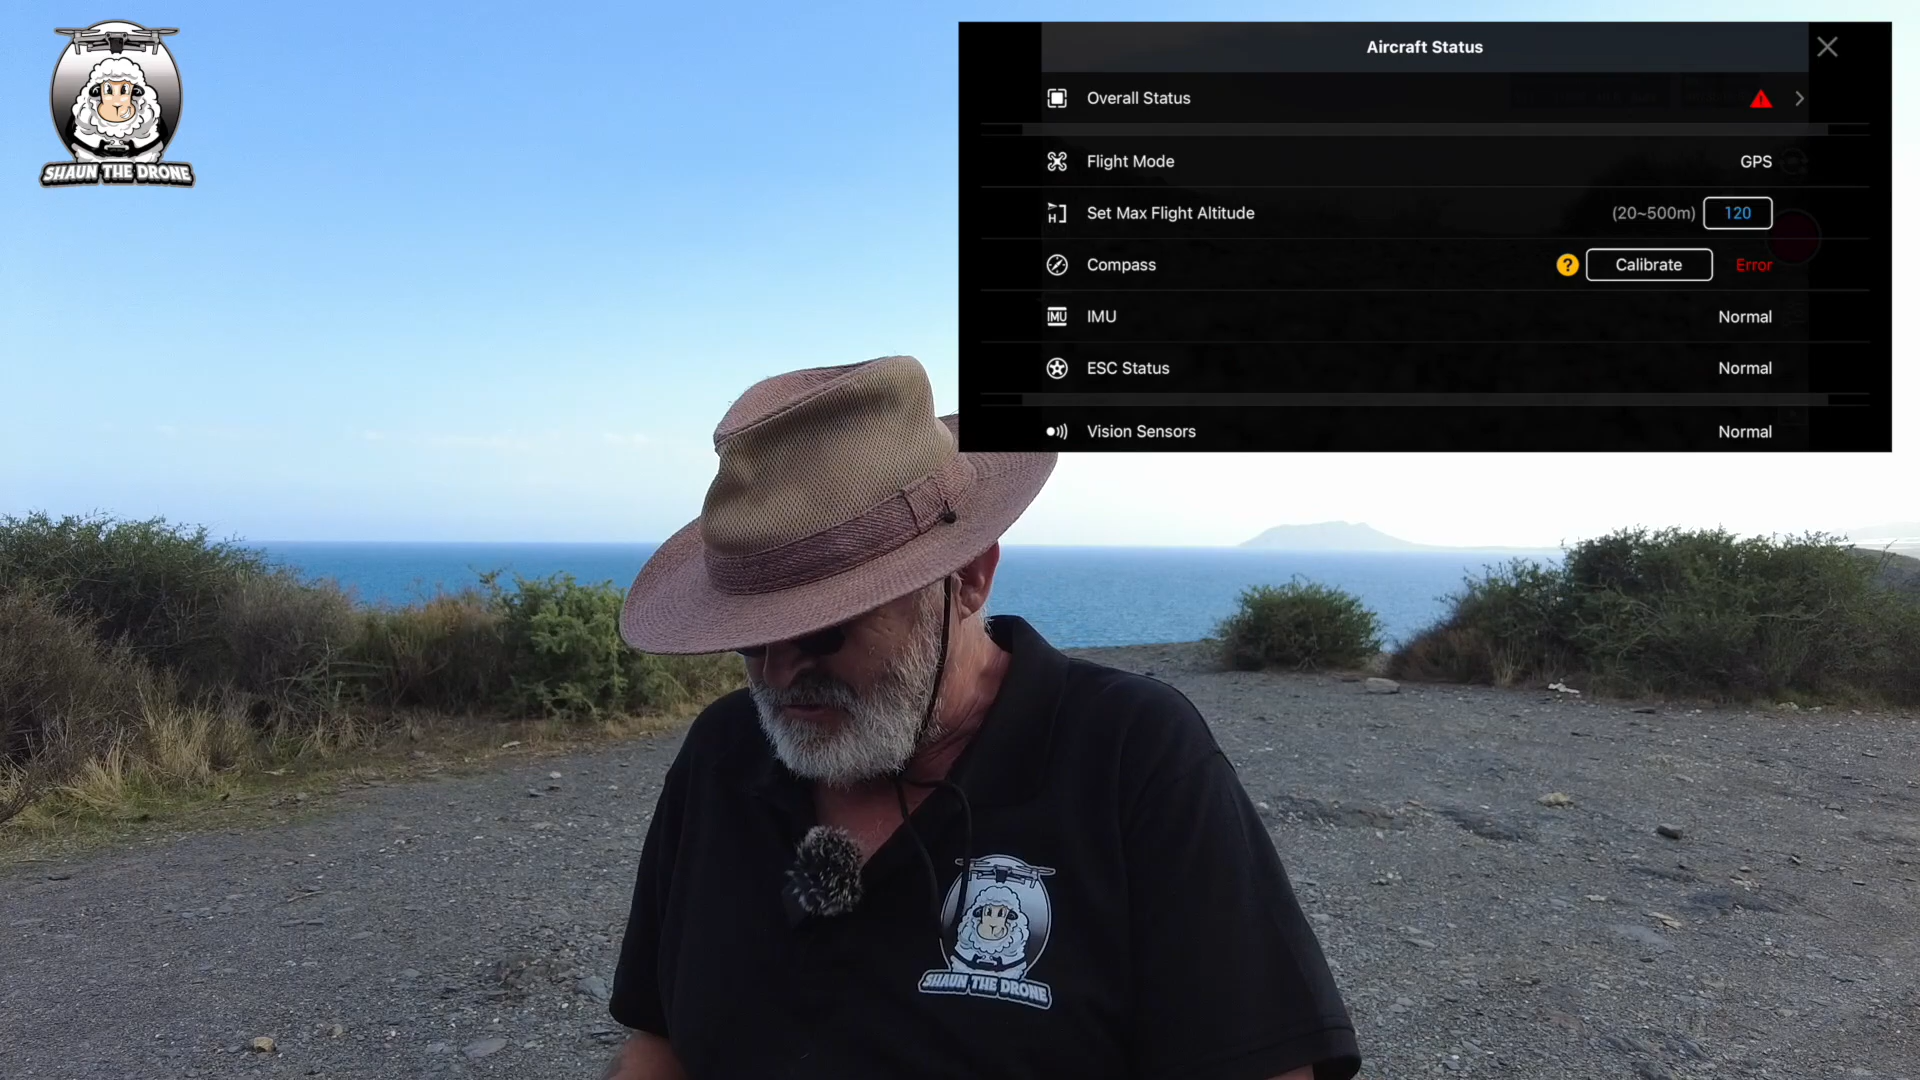 SHAUN THE DRONE
Aircraft Status
Overall Status
Flight Mode GPS
Set Max Flight Altitude (20~500m) 120
Compass ? Calibrate Error
IMU IMU Normal
ESC Status Normal
Vision Sensors Normal
SHAUN THE DRONE